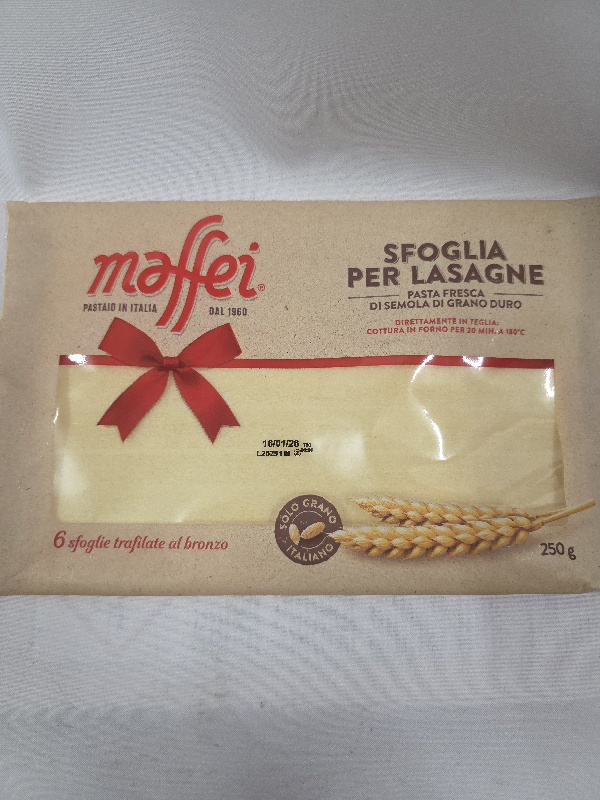 maffei®
PASTAIO IN ITALIA DAL 1960
SFOGLIA
PER LASAGNE
PASTA FRESCA
DI SEMOLA DI GRANO DURO
DIRETTAMENTE IN TEGLIA:
COTTURA IN FORNO PER 20 MIN. A 180°C
16/01/26
6 sfoglie trafilate al bronzo
SOLO GRANO
ITALIANO
250 g